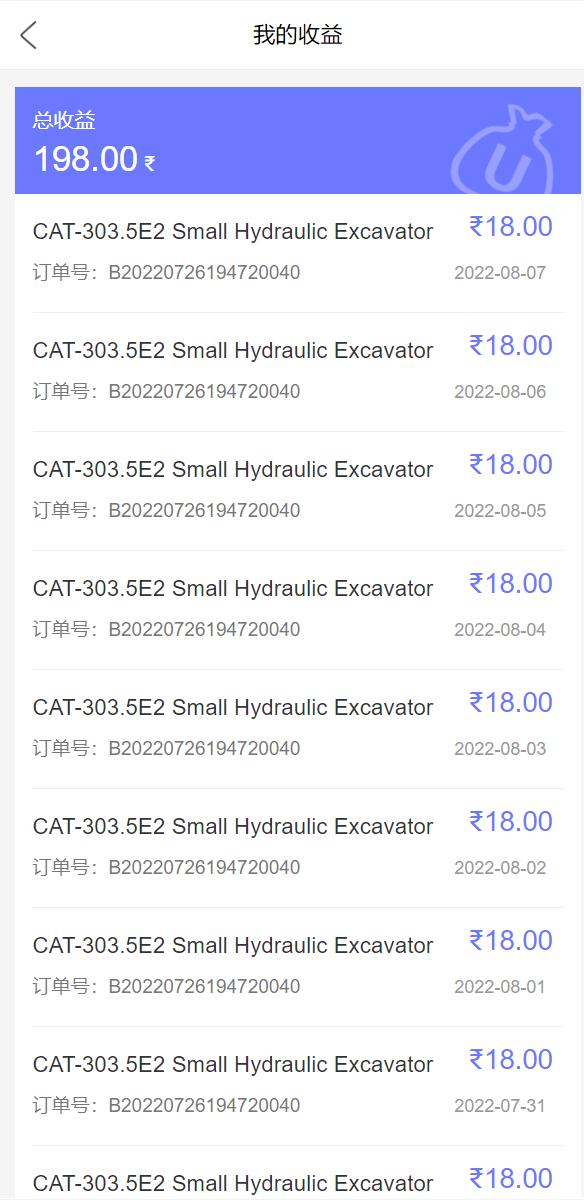 我的收益
总收益
198.00 ₹
CAT-303.5E2 Small Hydraulic Excavator ₹18.00
订单号：B20220726194720040 2022-08-07
CAT-303.5E2 Small Hydraulic Excavator ₹18.00
订单号：B20220726194720040 2022-08-06
CAT-303.5E2 Small Hydraulic Excavator ₹18.00
订单号：B20220726194720040 2022-08-05
CAT-303.5E2 Small Hydraulic Excavator ₹18.00
订单号：B20220726194720040 2022-08-04
CAT-303.5E2 Small Hydraulic Excavator ₹18.00
订单号：B20220726194720040 2022-08-03
CAT-303.5E2 Small Hydraulic Excavator ₹18.00
订单号：B20220726194720040 2022-08-02
CAT-303.5E2 Small Hydraulic Excavator ₹18.00
订单号：B20220726194720040 2022-08-01
CAT-303.5E2 Small Hydraulic Excavator ₹18.00
订单号：B20220726194720040 2022-07-31
CAT-303.5E2 Small Hydraulic Excavator ₹18.00